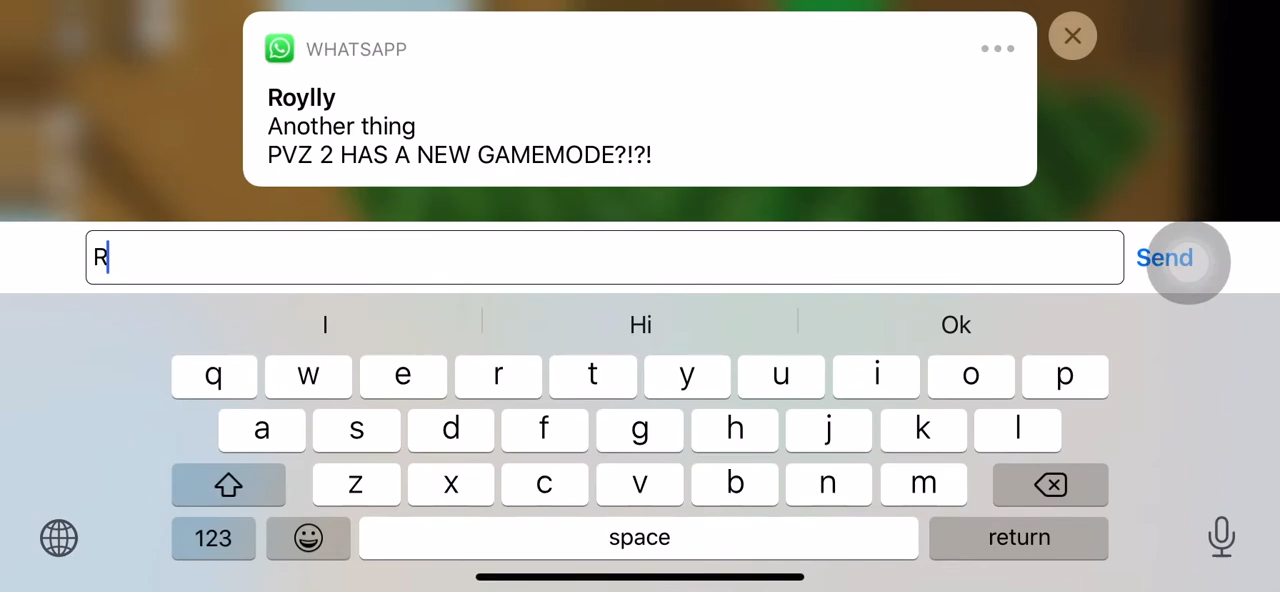 WHATSAPP
Roylly
Another thing
PVZ 2 HAS A NEW GAMEMODE?!?!
R
Send
I Hi Ok
q w e r t y u i o p
a s d f g h j k l
z x c v b n m
123 space return